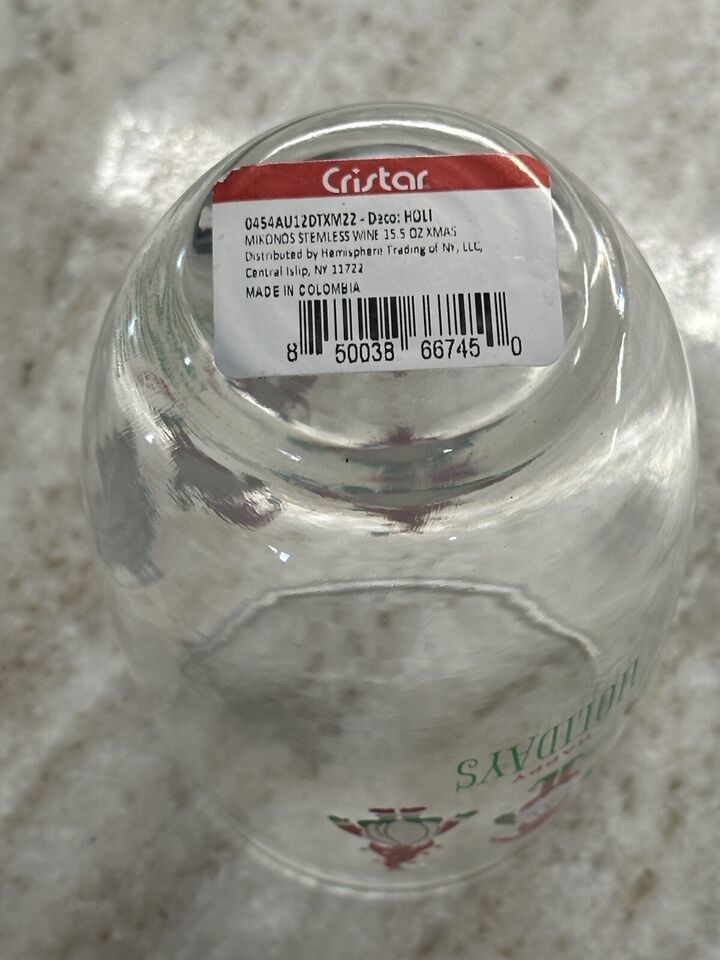 Cristar
0454AU12DTXM22 - Deco: HOLI
MIKONOS STEMLESS WINE 15.5 OZ XMAS
Distributed by Hemisphere Trading of NY, LLC,
Central Islip, NY 11722
MADE IN COLOMBIA
8 50038 66745 0
HAPPY
HOLIDAYS